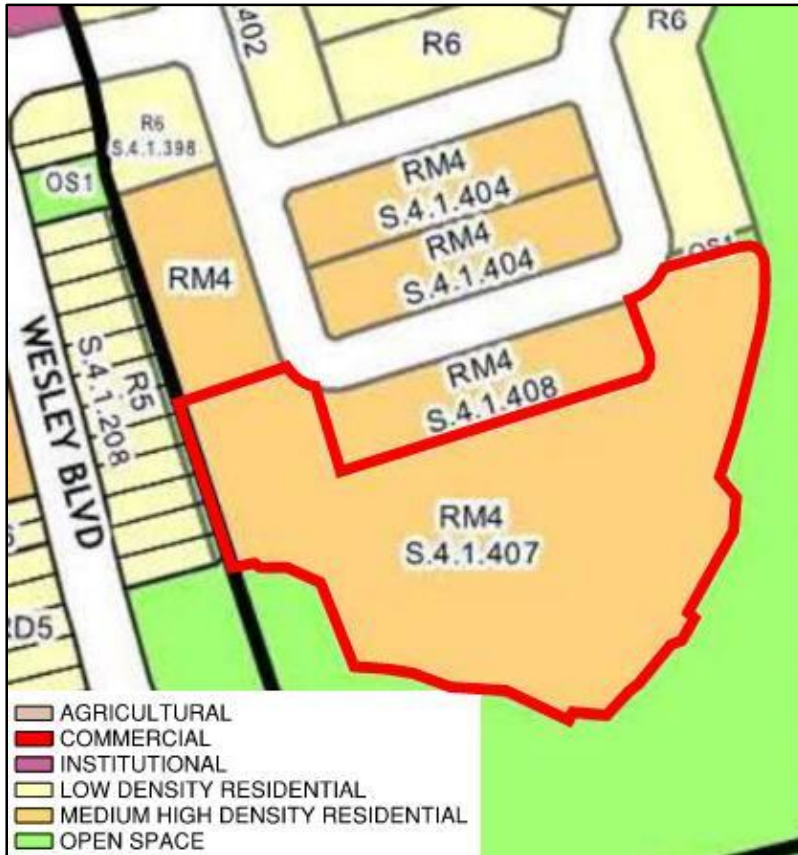 402
R6
R6
R6
S.4.1.398
OS1
RM4
S.4.1.404
RM4
S.4.1.404
RM4
OS1
WESLEY BLVD
S.4.1.208
R5
RM4
S.4.1.408
RM4
S.4.1.407
RD5
AGRICULTURAL
COMMERCIAL
INSTITUTIONAL
LOW DENSITY RESIDENTIAL
MEDIUM HIGH DENSITY RESIDENTIAL
OPEN SPACE